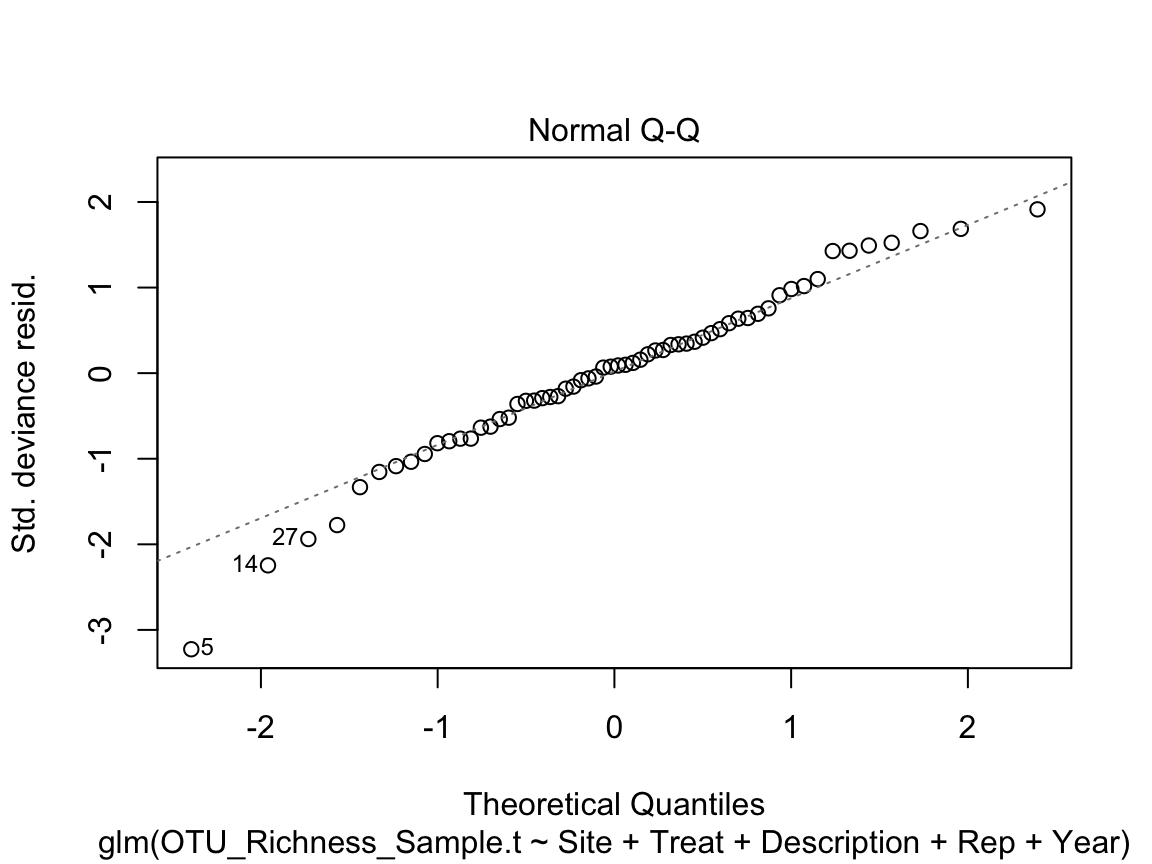 Normal Q-Q
Std. deviance resid.
2
1
0
-1
-2
-3
27
14
5
-2 -1 0 1 2
Theoretical Quantiles
glm(OTU_Richness_Sample.t ~ Site + Treat + Description + Rep + Year)